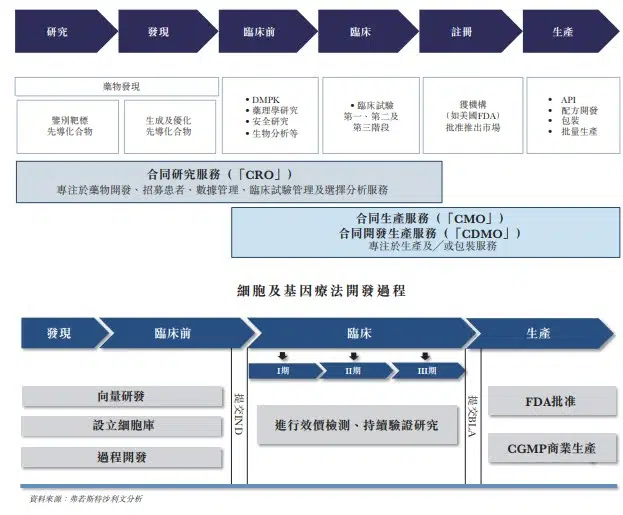 研究
發現
臨床前
臨床
註冊
生產
藥物發現
鑒別靶標
先導化合物
生成及優化
先導化合物
• DMPK
• 藥理學研究
• 安全研究
• 生物分析等
• 臨床試驗
第一、第二及
第三階段
獲機構
(如美國FDA)
批准推出市場
• API
• 配方開發
• 包裝
• 批量生產
合同研究服務(「CRO」)
專注於藥物開發、招募患者、數據管理、臨床試驗管理及選擇分析服務
合同生產服務(「CMO」)
合同開發生產服務(「CDMO」)
專注於生產及╱或包裝服務
細胞及基因療法開發過程
發現
臨床前
臨床
生產
I期
II期
III期
向量研發
設立細胞庫
過程開發
提交IND
進行效價檢測、持續驗證研究
提交BLA
FDA批准
CGMP商業生產
資料來源:弗若斯特沙利文分析